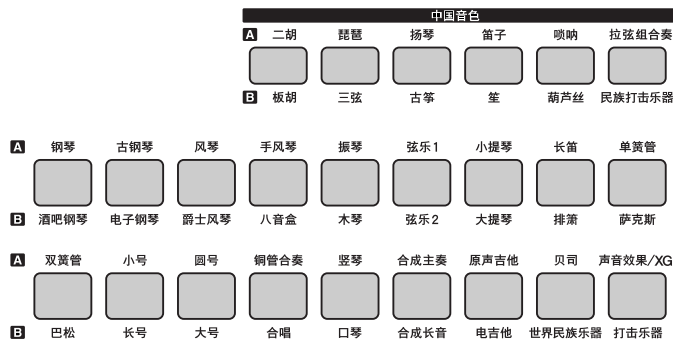 中国音色
A 二胡 琵琶 扬琴 笛子 唢呐 拉弦组合奏
B 板胡 三弦 古筝 笙 葫芦丝 民族打击乐器
A 钢琴 古钢琴 风琴 手风琴 振琴 弦乐1 小提琴 长笛 单簧管
B 酒吧钢琴 电子钢琴 爵士风琴 八音盒 木琴 弦乐2 大提琴 排箫 萨克斯
A 双簧管 小号 圆号 铜管合奏 竖琴 合成主奏 原声吉他 贝司 声音效果/XG
B 巴松 长号 大号 合唱 口琴 合成长音 电吉他 世界民族乐器 打击乐器